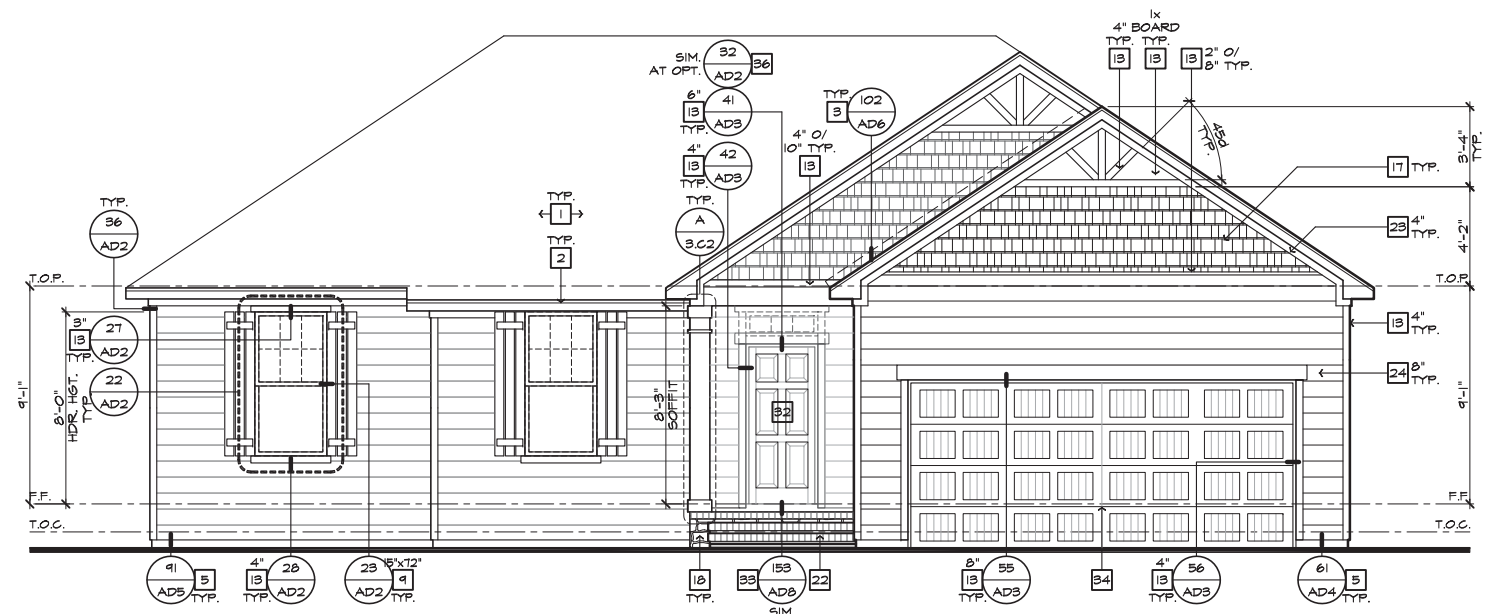 1x
4" BOARD
TYP. TYP.
13 13 13
2" O/
8" TYP.
SIM.
AT OPT.
32
AD2
36
6"
13
TYP.
41
AD3
TYP.
3
102
AD6
4" O/
10" TYP.
13
4"
13
TYP.
42
AD3
45d
TYP.
3'-4"
TYP.
17 TYP.
TYP.
36
AD2
TYP.
1
TYP.
2
TYP.
A
3.C2
23
4"
TYP.
4'-2"
T.O.P.
T.O.P.
3"
13
TYP.
27
AD2
22
AD2
13
4"
TYP.
24
8"
TYP.
9'-1"
8'-0"
HDR. HGT.
TYP.
8'-3"
SOFFIT
32
9'-1"
F.F.
F.F.
T.O.C.
T.O.C.
91
AD5
5
TYP.
4"
13
TYP.
28
AD2
23
AD2
15"x72"
9
TYP.
18
TYP.
33
153
AD8
SIM
22
8"
13
TYP.
55
AD3
34
4"
13
TYP.
56
AD3
61
AD4
5
TYP.